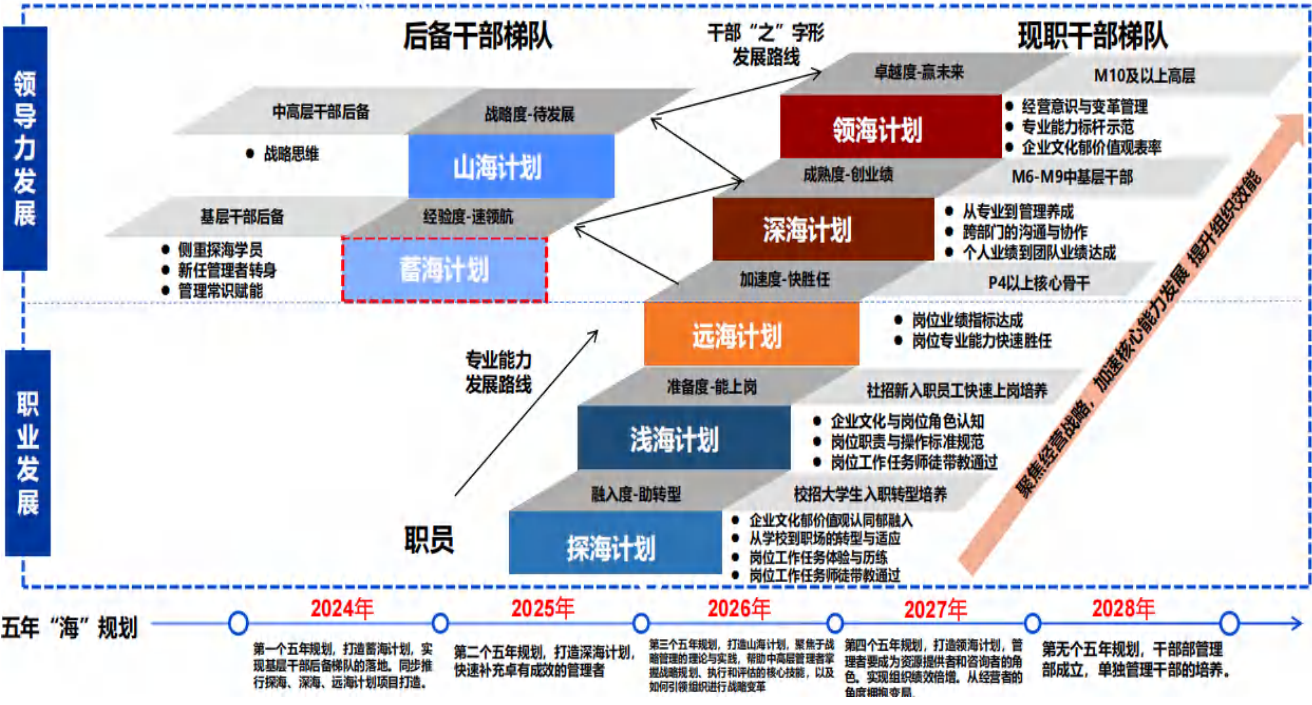 后备干部梯队
干部“之”字形
发展路线
现职干部梯队
领导力发展
卓越度-赢未来
M10及以上高层
领海计划
经营意识与变革管理
专业能力标杆示范
企业文化郁价值观表率
中高层干部后备
战略度-待发展
山海计划
战略思维
成熟度-创业绩
M6-M9中基层干部
深海计划
从专业到管理养成
跨部门的沟通与协作
个人业绩到团队业绩达成
基层干部后备
经验度-速领航
蓄海计划
侧重探海学员
新任管理者转身
管理常识赋能
加速度-快胜任
P4以上核心骨干
远海计划
岗位业绩指标达成
岗位专业能力快速胜任
聚焦经营战略，加速核心能力发展 提升组织效能
职业发展
专业能力
发展路线
准备度-能上岗
社招新入职员工快速上岗培养
浅海计划
企业文化与岗位角色认知
岗位职责与操作标准规范
岗位工作任务师徒带教通过
融入度-助转型
校招大学生入职转型培养
职员
探海计划
企业文化郁价值观认同郁融入
从学校到职场的转型与适应
岗位工作任务体验与历练
岗位工作任务师徒带教通过
五年“海”规划
2024年
2025年
2026年
2027年
2028年
第一个五年规划，打造蓄海计划，实
现基层干部后备梯队的落地。同步推
行探海、深海、远海计划项目打造。
第二个五年规划，打造深海计划，
快速补充卓有成效的管理者
第三个五年规划，打造山海计划，聚焦于战
略管理的理论与实践，帮助中高层管理者掌
握战略规划、执行和评估的核心技能，以及
如何引领组织进行战略变革
第四个五年规划，打造领海计划，管
理者要成为资源提供者和咨询者的角
色。实现组织绩效倍增。从经营者的
角度拥抱变局。
第无个五年规划，干部部管理
部成立，单独管理干部的培养。